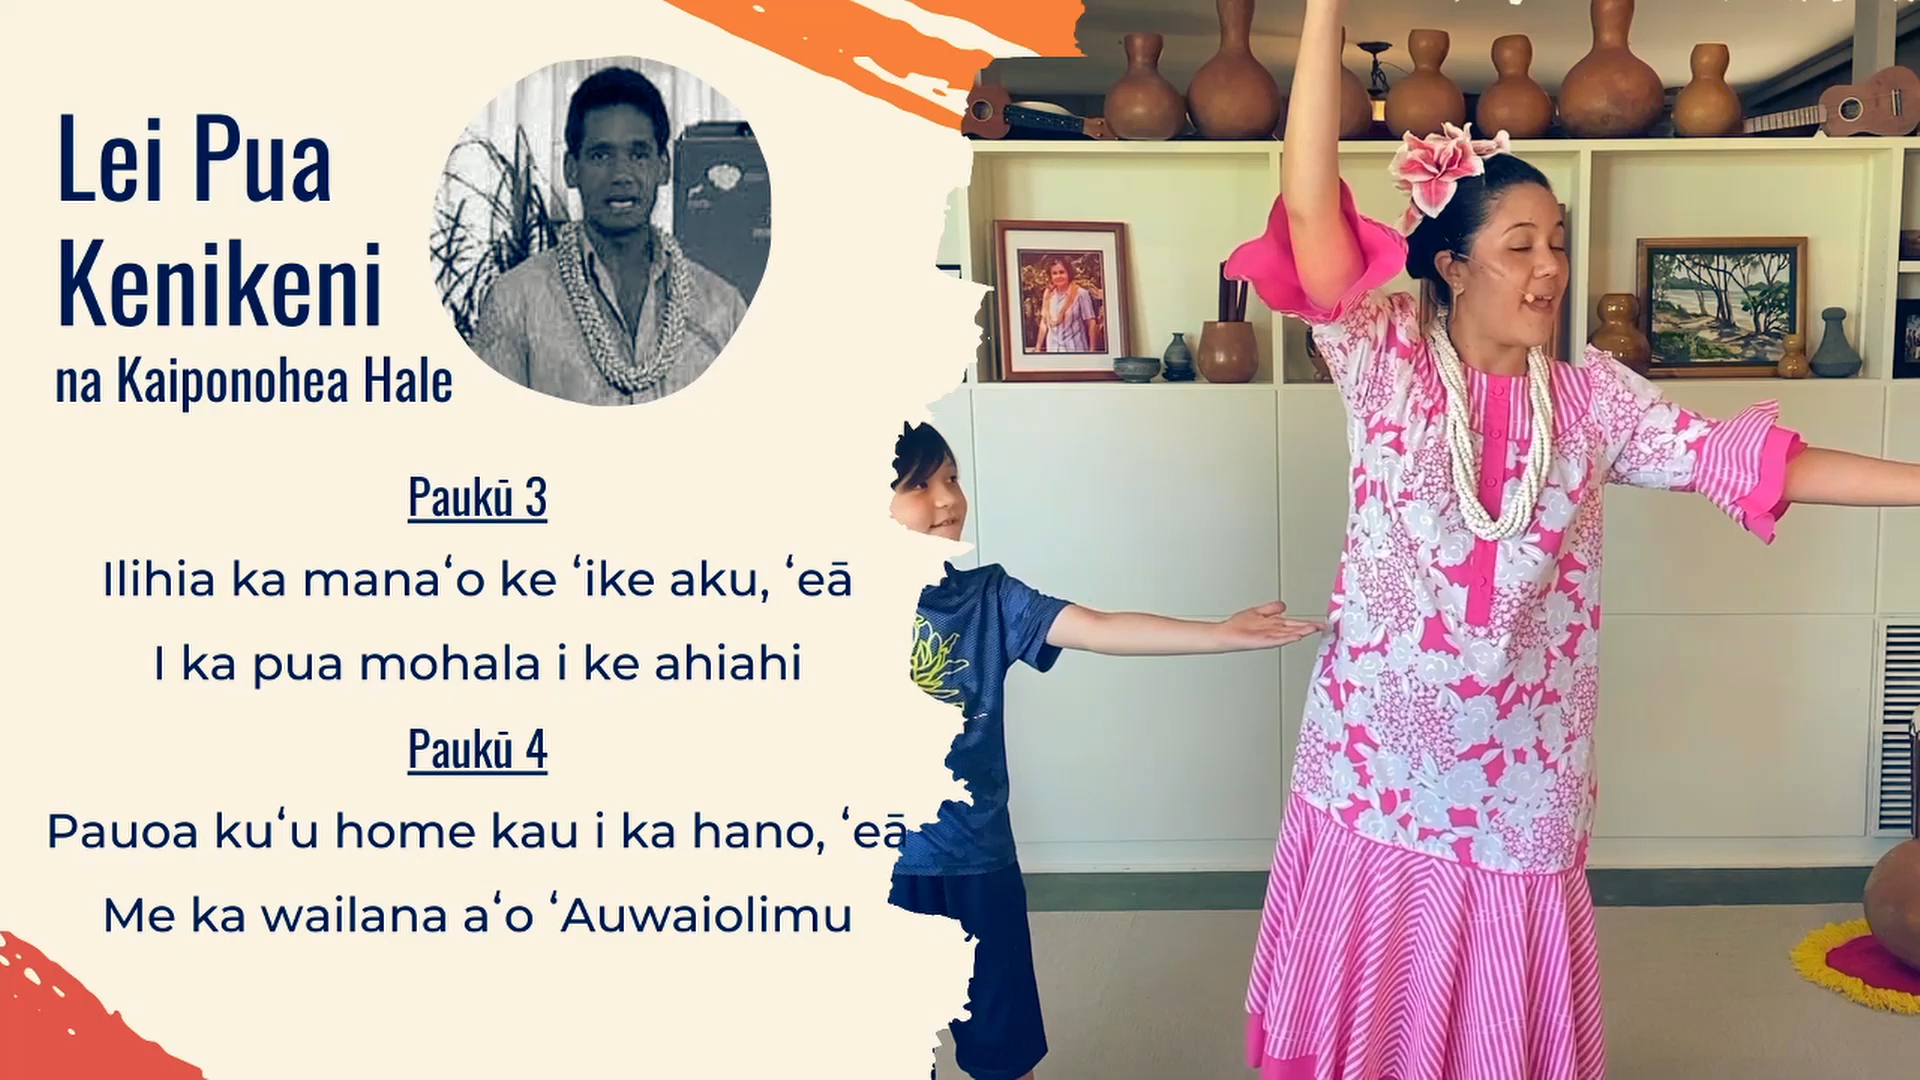 Lei Pua
Kenikeni
na Kaiponohea Hale
Paukū 3
Ilihia ka manaʻo ke ʻike aku, ʻeā
I ka pua mohala i ke ahiahi
Paukū 4
Pauoa kuʻu home kau i ka hano, ʻeā
Me ka wailana aʻo ʻAuwaiolimu